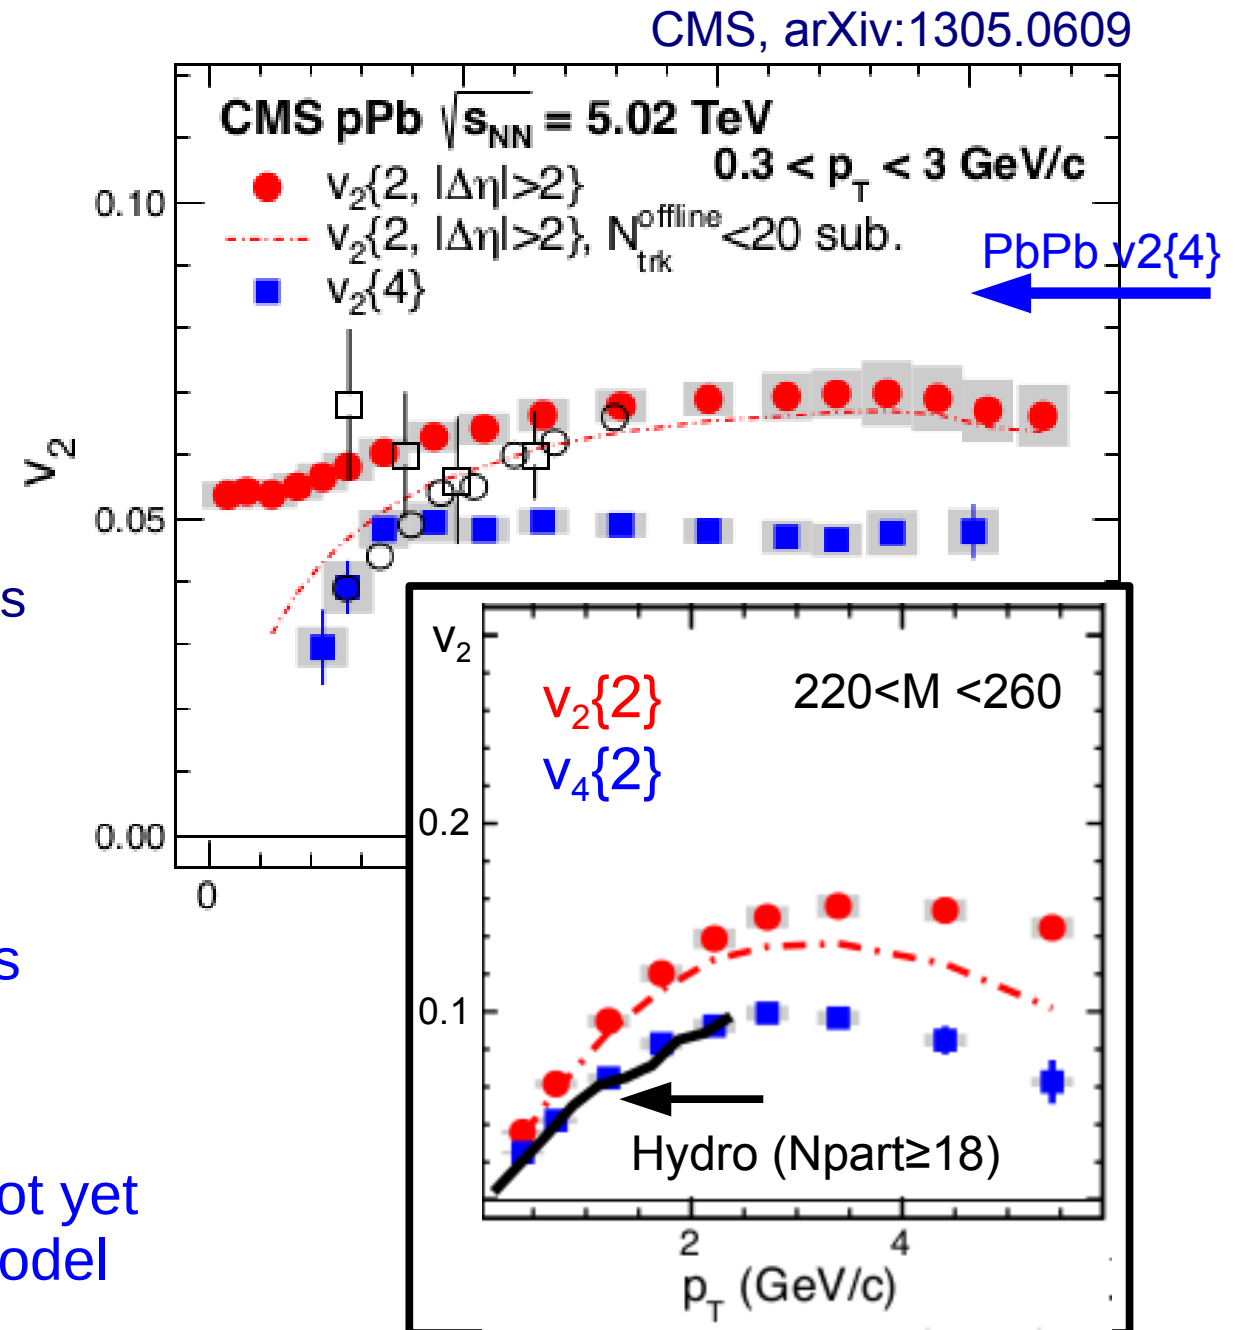 CMS, arXiv:1305.0609
CMS pPb √sNN = 5.02 TeV
0.3 < pT < 3 GeV/c
v2{2, |Δη|>2}
v2{2, |Δη|>2}, Ntrk^offline<20 sub.
v2{4}
PbPb v2{4}
0.10
0.05
0.00
v2
0
s
s
ot yet
odel
v2
v2{2}
v4{2}
220<M <260
0.2
0.1
Hydro (Npart≥18)
2
4
pT (GeV/c)